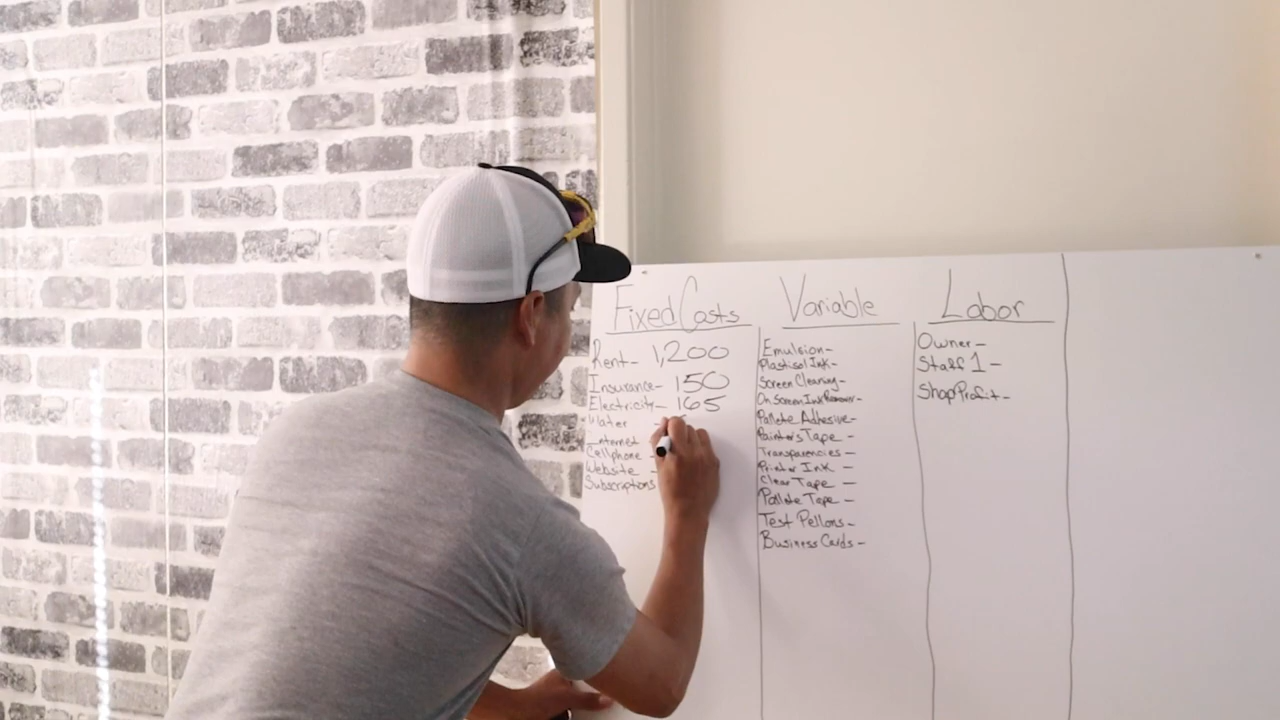 Fixed Costs
Rent- 1,200
Insurance- 150
Electricity- 165
Water
Internet
Cellphone -
Website -
Subscriptions
Variable
Emulsion-
Plastisol Ink-
Screen Cleaning-
On Screen Ink Remover-
Pallete Adhesive-
Painter's Tape -
Transparencies -
Printer Ink -
Clear Tape -
Pallete Tape -
Test Pellons-
Business Cards-
Labor
Owner-
Staff 1 -
Shop Profit-